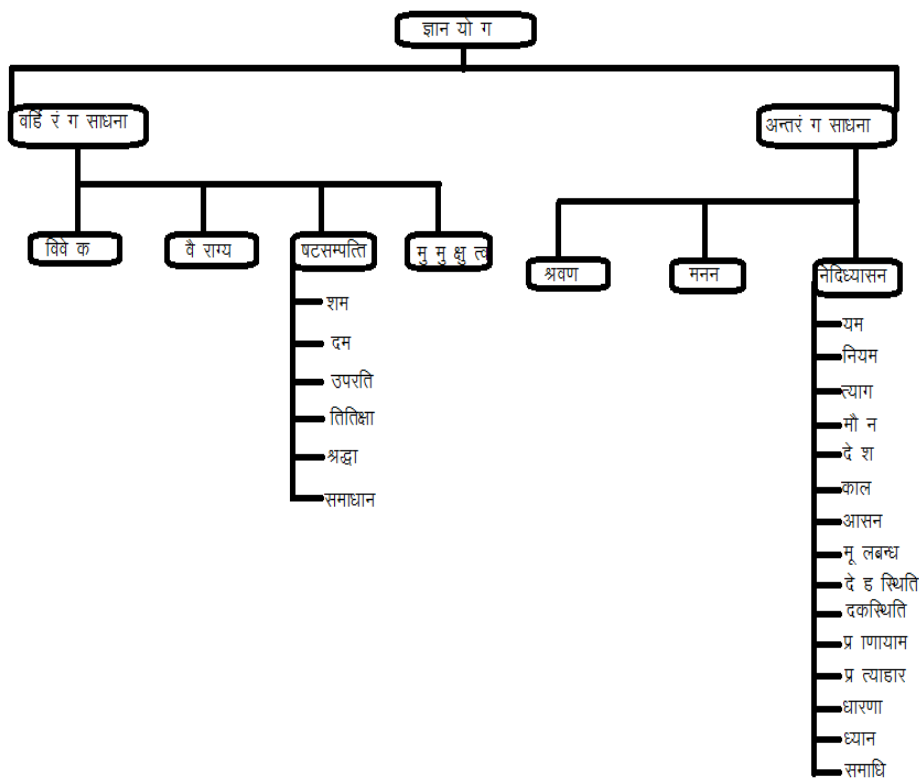 ज्ञान यो ग
वर्डि रं ग साधना
अन्तरं ग साधना
विवे क
वै राग्य
षटसम्पत्ति
मु मु क्षु त्व
श्रवण
मनन
नेदिध्यासन
शम
दम
उपरति
तितिक्षा
श्रद्धा
समाधान
यम
नियम
त्याग
मौ न
दे श
काल
आसन
मू लबन्ध
दे ड स्थिति
दकस्थिति
प्र ाणायाम
प्र त्याहार
धारणा
ध्यान
समाधि